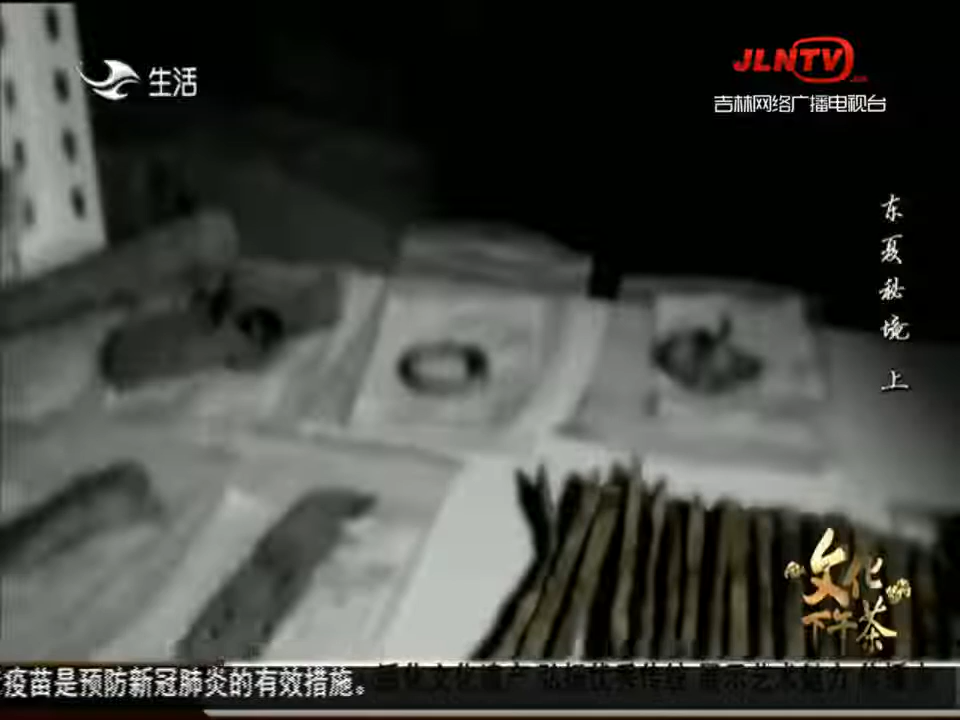 生活
JLNTV
吉林网络广播电视台
东夏秘境 上
文化
下午茶
疫苗是预防新冠肺炎的有效措施。